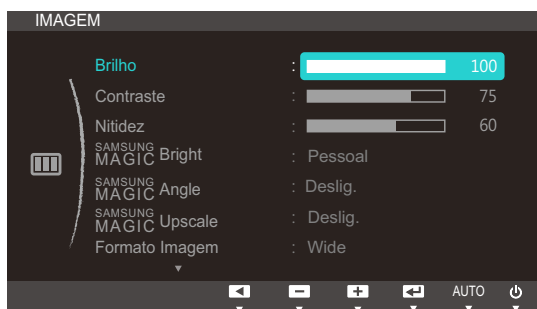 IMAGEM
Brilho : 100
Contraste : 75
Nitidez : 60
SAMSUNG MAGIC Bright : Pessoal
SAMSUNG MAGIC Angle : Deslig.
SAMSUNG MAGIC Upscale : Deslig.
Formato Imagem : Wide
AUTO